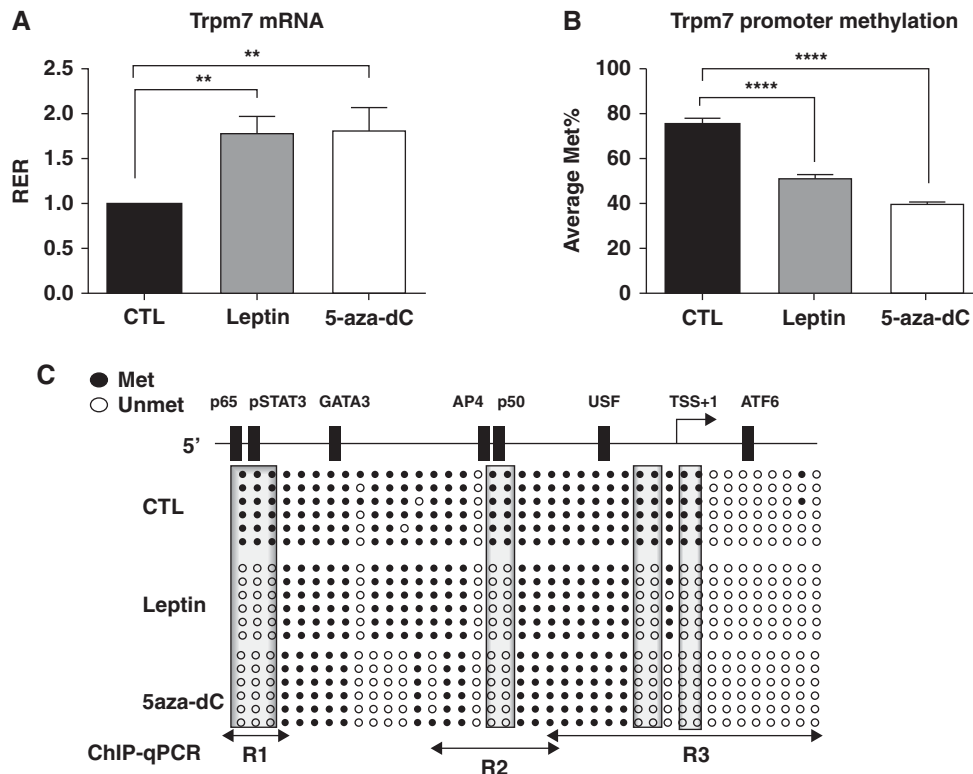 A
Trpm7 mRNA
RER
2.5
2.0
1.5
1.0
0.5
0.0
**
**
CTL
Leptin
5-aza-dC
B
Trpm7 promoter methylation
Average Met%
100
80
60
40
20
0
****
****
CTL
Leptin
5-aza-dC
C
Met
Unmet
p65 pSTAT3 GATA3 AP4 p50 USF TSS+1 ATF6
5’
CTL
Leptin
5aza-dC
ChIP-qPCR R1 R2 R3